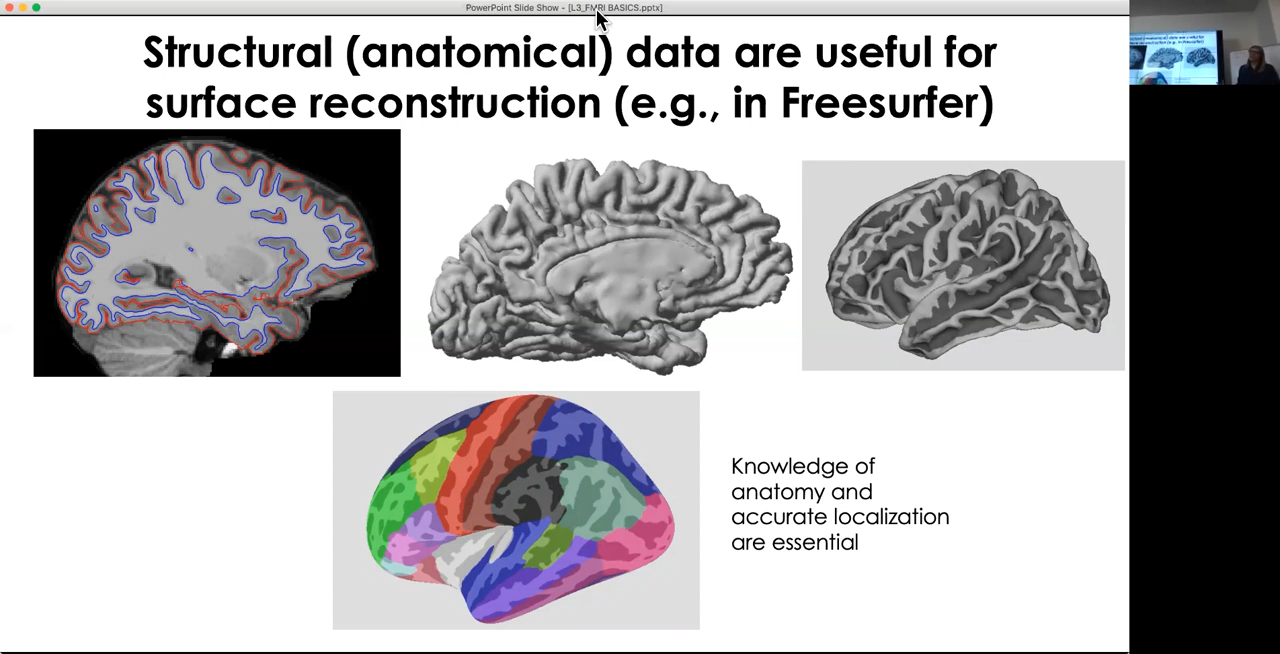 PowerPoint Slide Show - [L3_FMRI BASICS.pptx]
Structural (anatomical) data are useful for
surface reconstruction (e.g., in Freesurfer)
Knowledge of
anatomy and
accurate localization
are essential